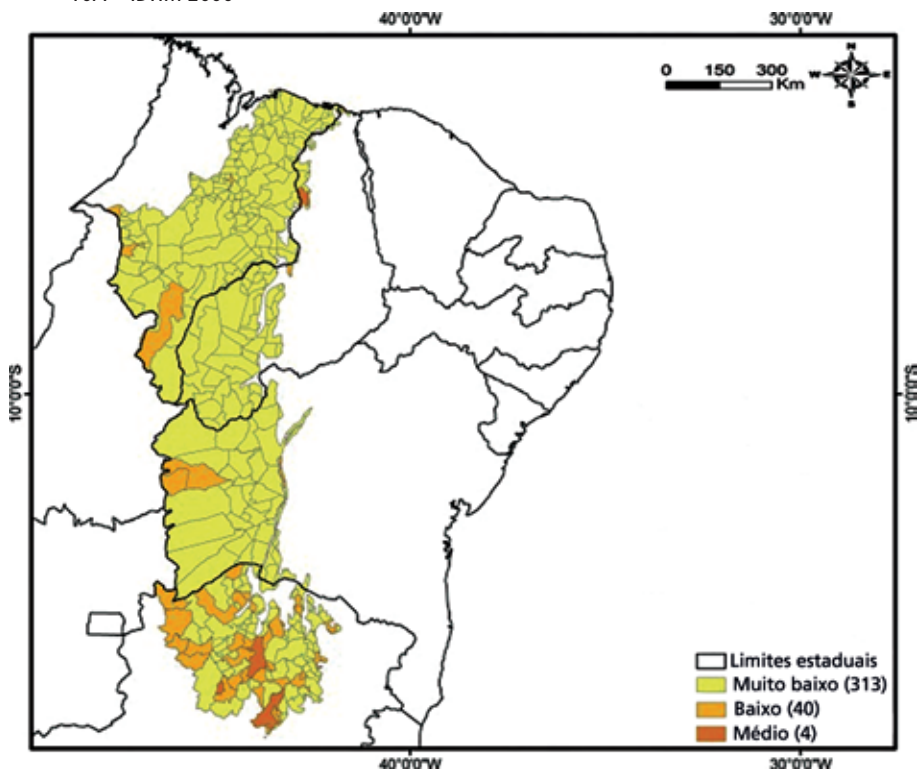 40°0'0"W
30°0'0"W
N
W
E
S
0 150 300
Km
10°0'0"S
10°0'0"S
Limites estaduais
Muito baixo (313)
Baixo (40)
Médio (4)
40°0'0"W
30°0'0"W